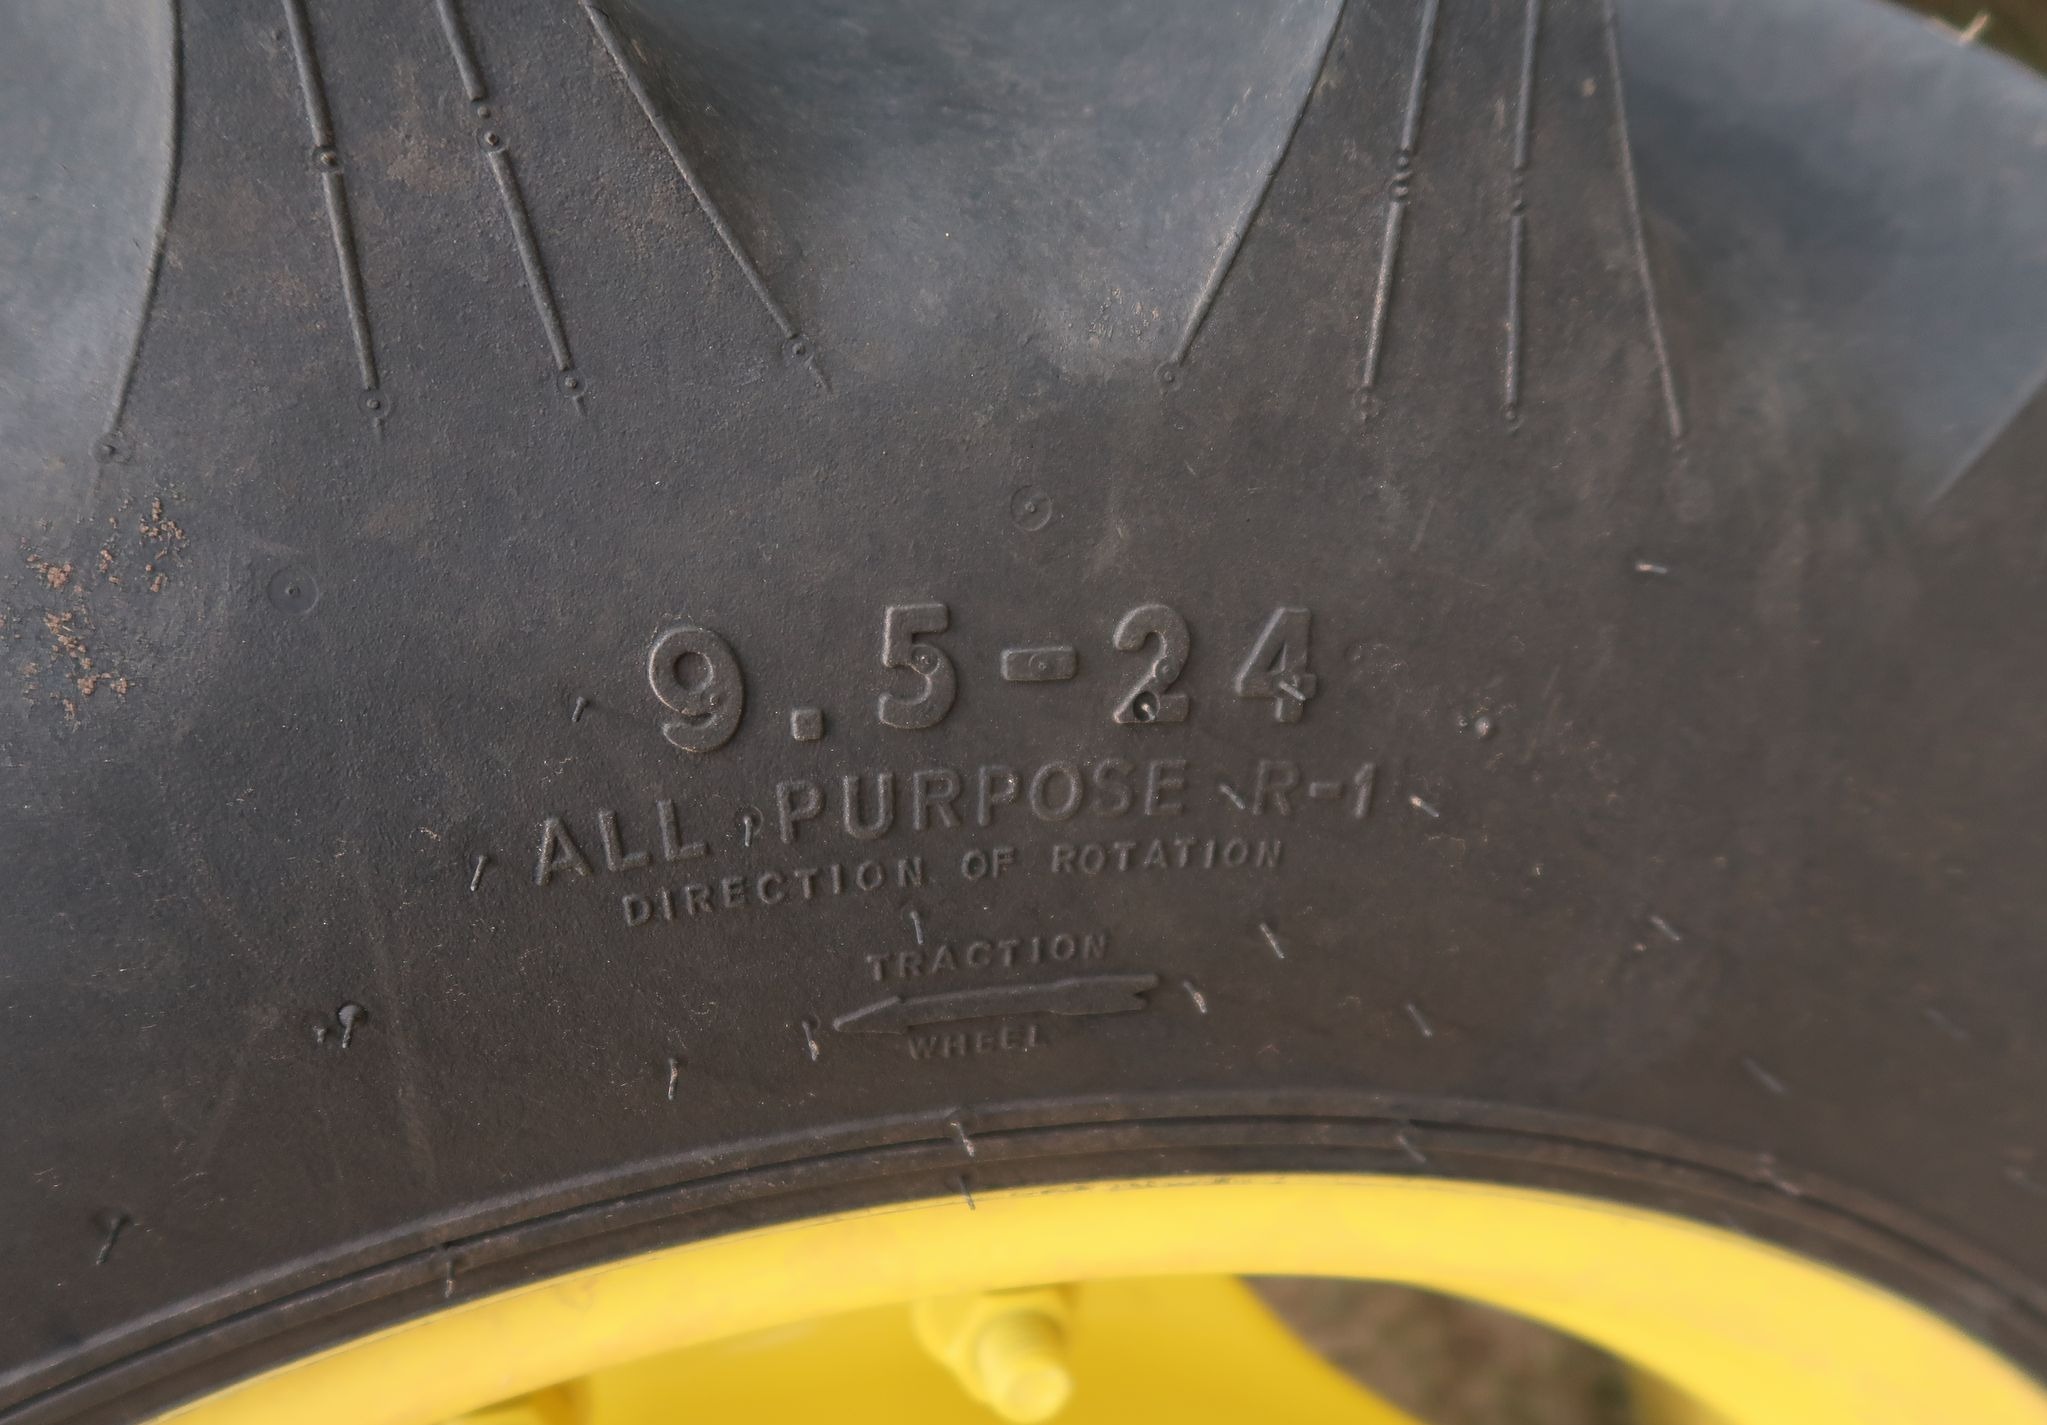 9.5-24
ALL PURPOSE R-1
DIRECTION OF ROTATION
TRACTION
WHEEL